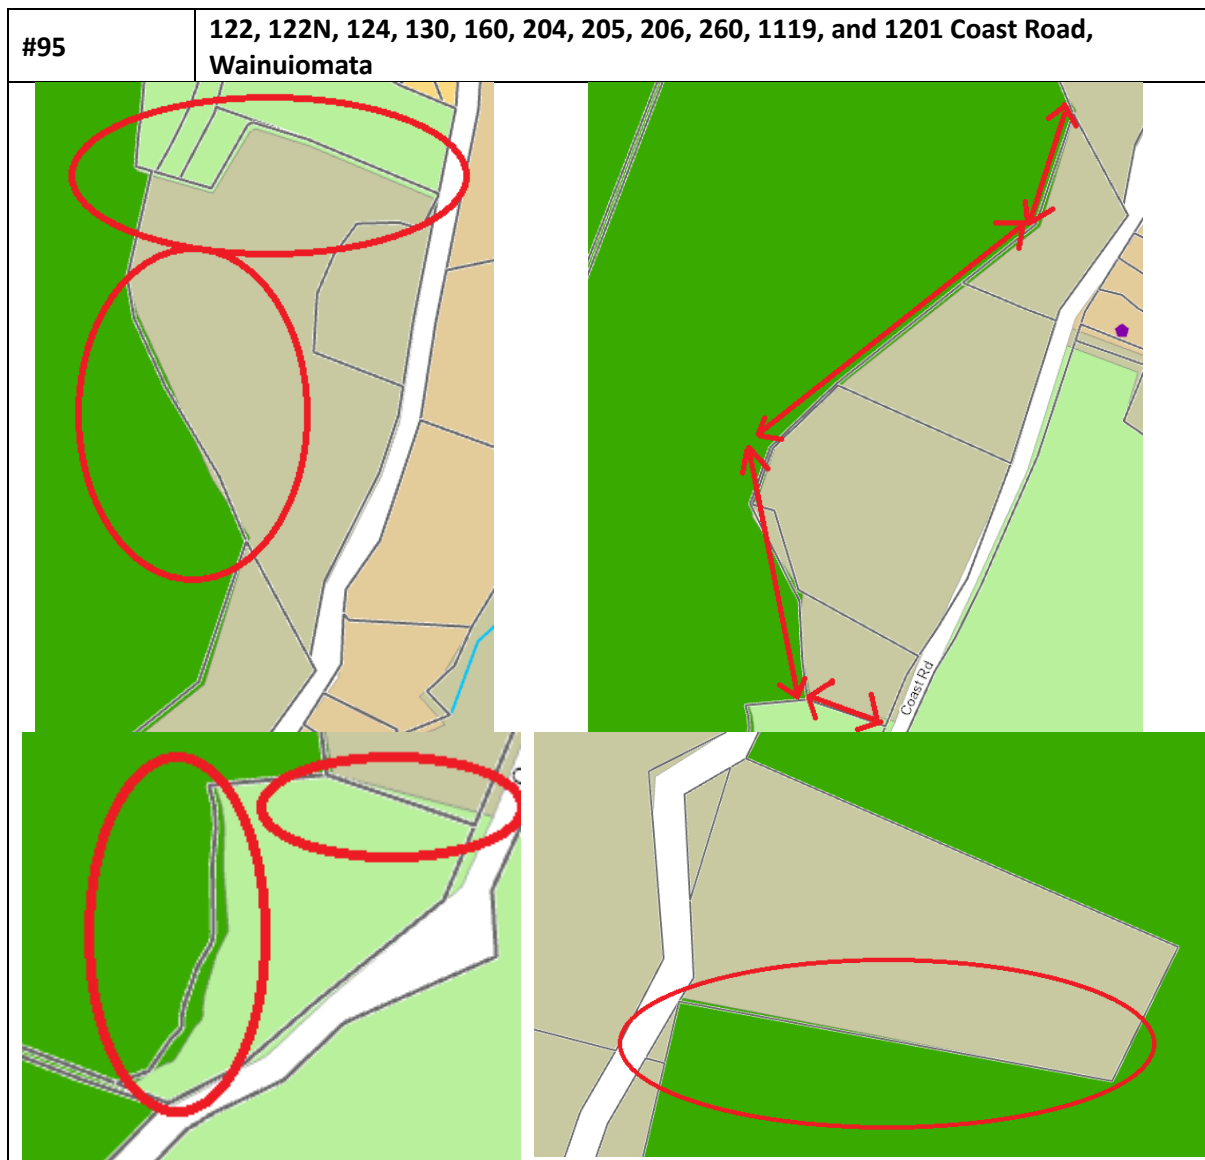 #95
122, 122N, 124, 130, 160, 204, 205, 206, 260, 1119, and 1201 Coast Road,
Wainuiomata
Coast Rd